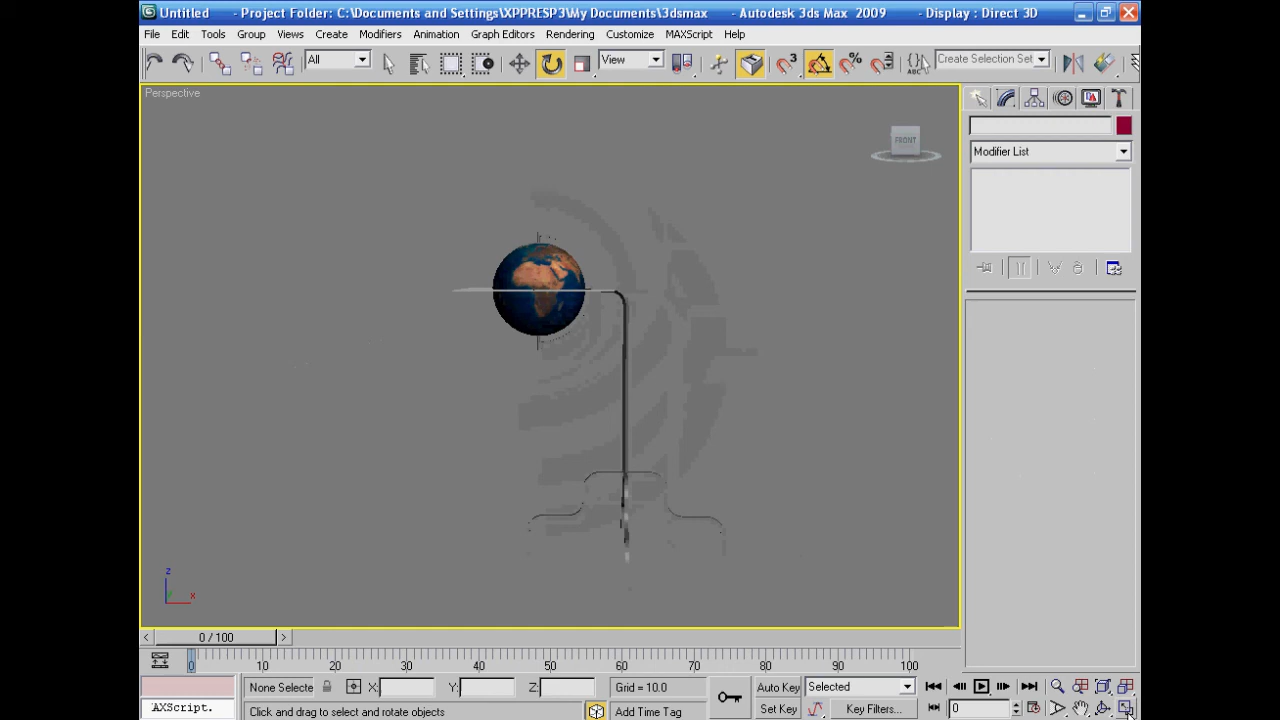 Untitled - Project Folder: C:\Documents and Settings\XPPRESP3\My Documents\3dsmax - Autodesk 3ds Max 2009 - Display : Direct 3D
File Edit Tools Group Views Create Modifiers Animation Graph Editors Rendering Customize MAXScript Help
All View 3 % ABC Create Selection Set
Perspective
FRONT
Modifier List
z
x
0 / 100
0 10 20 30 40 50 60 70 80 90 100
None Selecte X: Y: Z: Grid = 10.0 Auto Key Selected
AXScript. Click and drag to select and rotate objects Add Time Tag Set Key Key Filters... 0